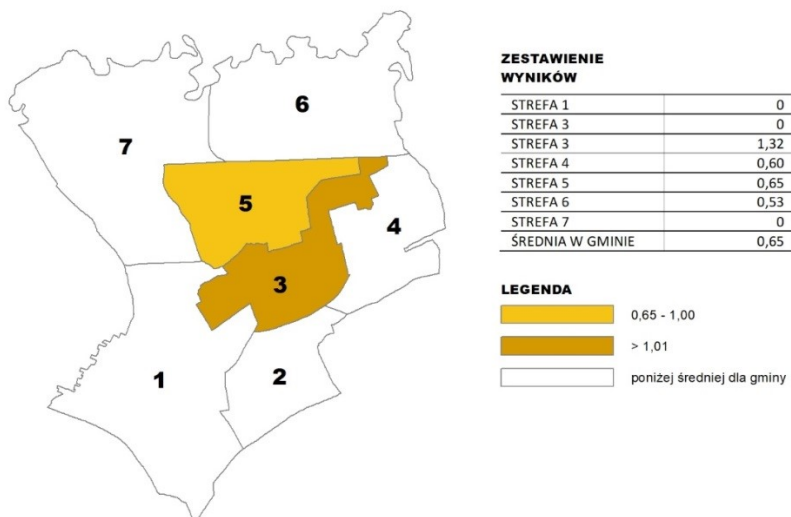 6
7
5
4
3
1
2
ZESTAWIENIE
WYNIKÓW
STREFA 1 0
STREFA 3 0
STREFA 3 1,32
STREFA 4 0,60
STREFA 5 0,65
STREFA 6 0,53
STREFA 7 0
ŚREDNIA W GMINIE 0,65
LEGENDA
0,65 - 1,00
> 1,01
poniżej średniej dla gminy